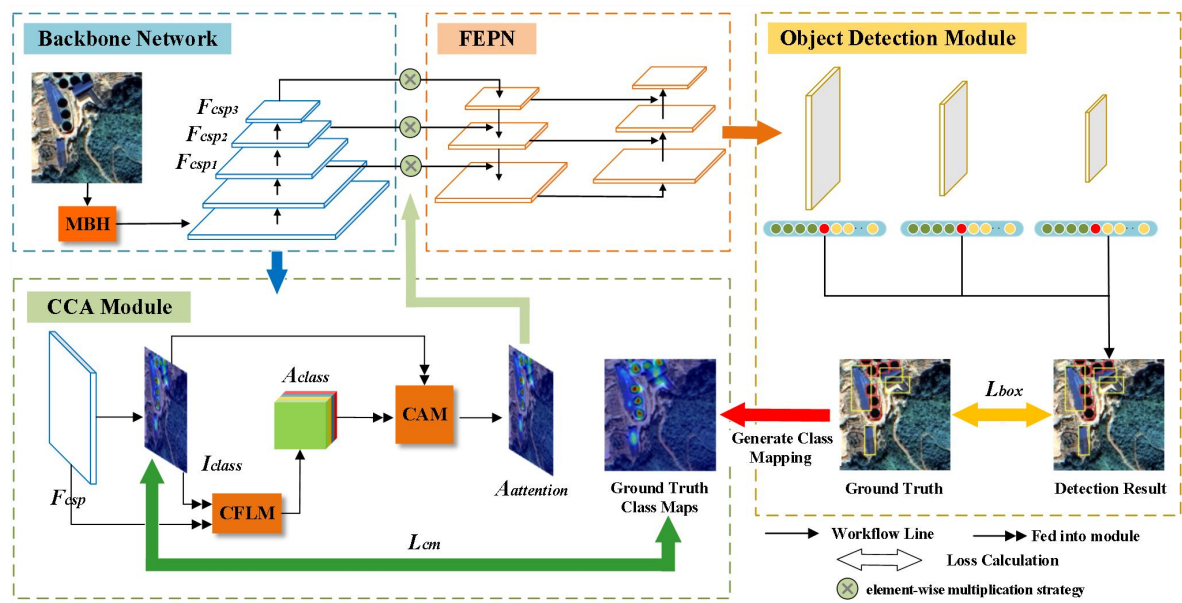 Backbone Network
FEPN
Object Detection Module
Fcsp3
Fcsp2
Fcsp1
MBH
CCA Module
Aclass
CAM
Iclass
Fcsp
CFLM
Aattention
Ground Truth
Class Maps
Lcm
Generate Class
Mapping
Lbox
Ground Truth
Detection Result
Workflow Line
Fed into module
Loss Calculation
element-wise multiplication strategy